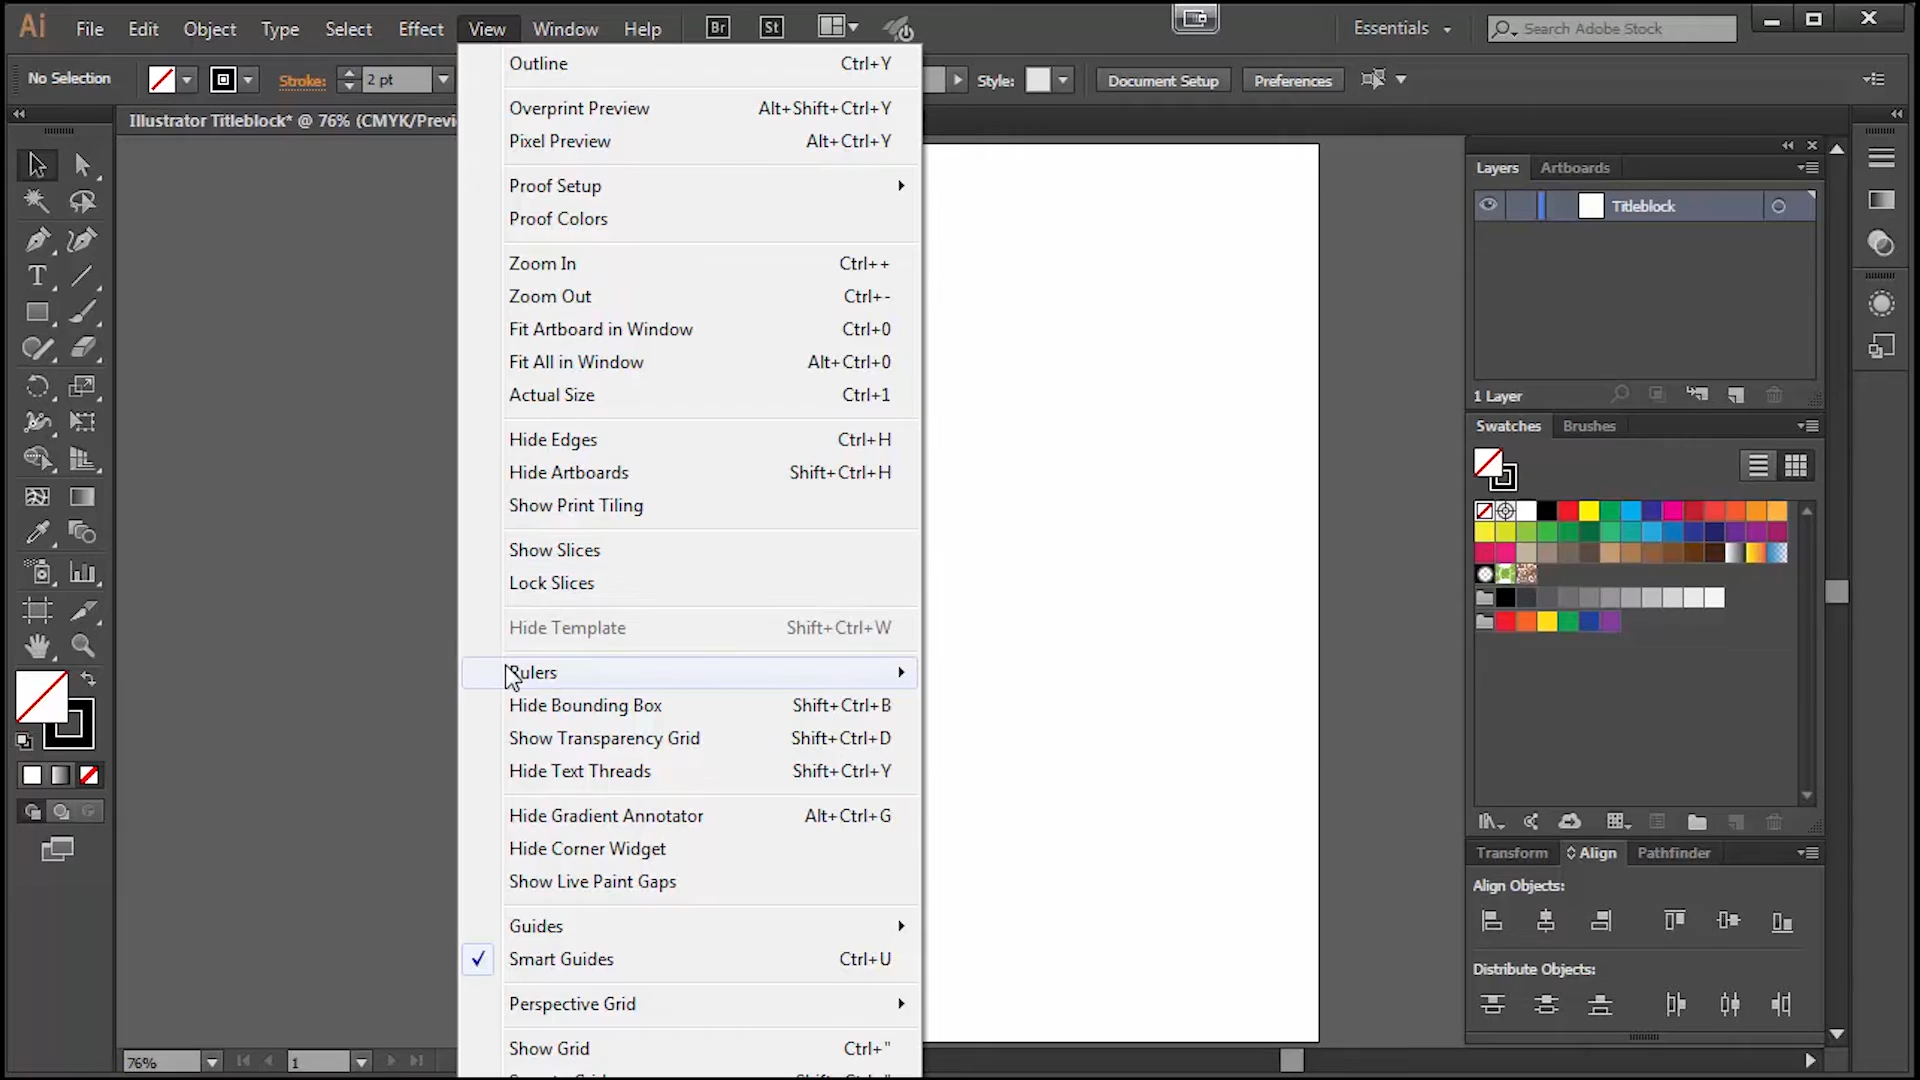 Ai File Edit Object Type Select Effect View Window Help Br St Essentials Search Adobe Stock
No Selection Stroke: 2 pt Style: Document Setup Preferences
Illustrator Titleblock* @ 76% (CMYK/Previ
Outline Ctrl+Y
Overprint Preview Alt+Shift+Ctrl+Y
Pixel Preview Alt+Ctrl+Y
Proof Setup
Proof Colors
Zoom In Ctrl++
Zoom Out Ctrl+-
Fit Artboard in Window Ctrl+0
Fit All in Window Alt+Ctrl+0
Actual Size Ctrl+1
Hide Edges Ctrl+H
Hide Artboards Shift+Ctrl+H
Show Print Tiling
Show Slices
Lock Slices
Hide Template Shift+Ctrl+W
Rulers
Hide Bounding Box Shift+Ctrl+B
Show Transparency Grid Shift+Ctrl+D
Hide Text Threads Shift+Ctrl+Y
Hide Gradient Annotator Alt+Ctrl+G
Hide Corner Widget
Show Live Paint Gaps
Guides
Smart Guides Ctrl+U
Perspective Grid
Show Grid Ctrl+"
Layers Artboards
Titleblock
1 Layer
Swatches Brushes
Transform Align Pathfinder
Align Objects:
Distribute Objects:
76% 1